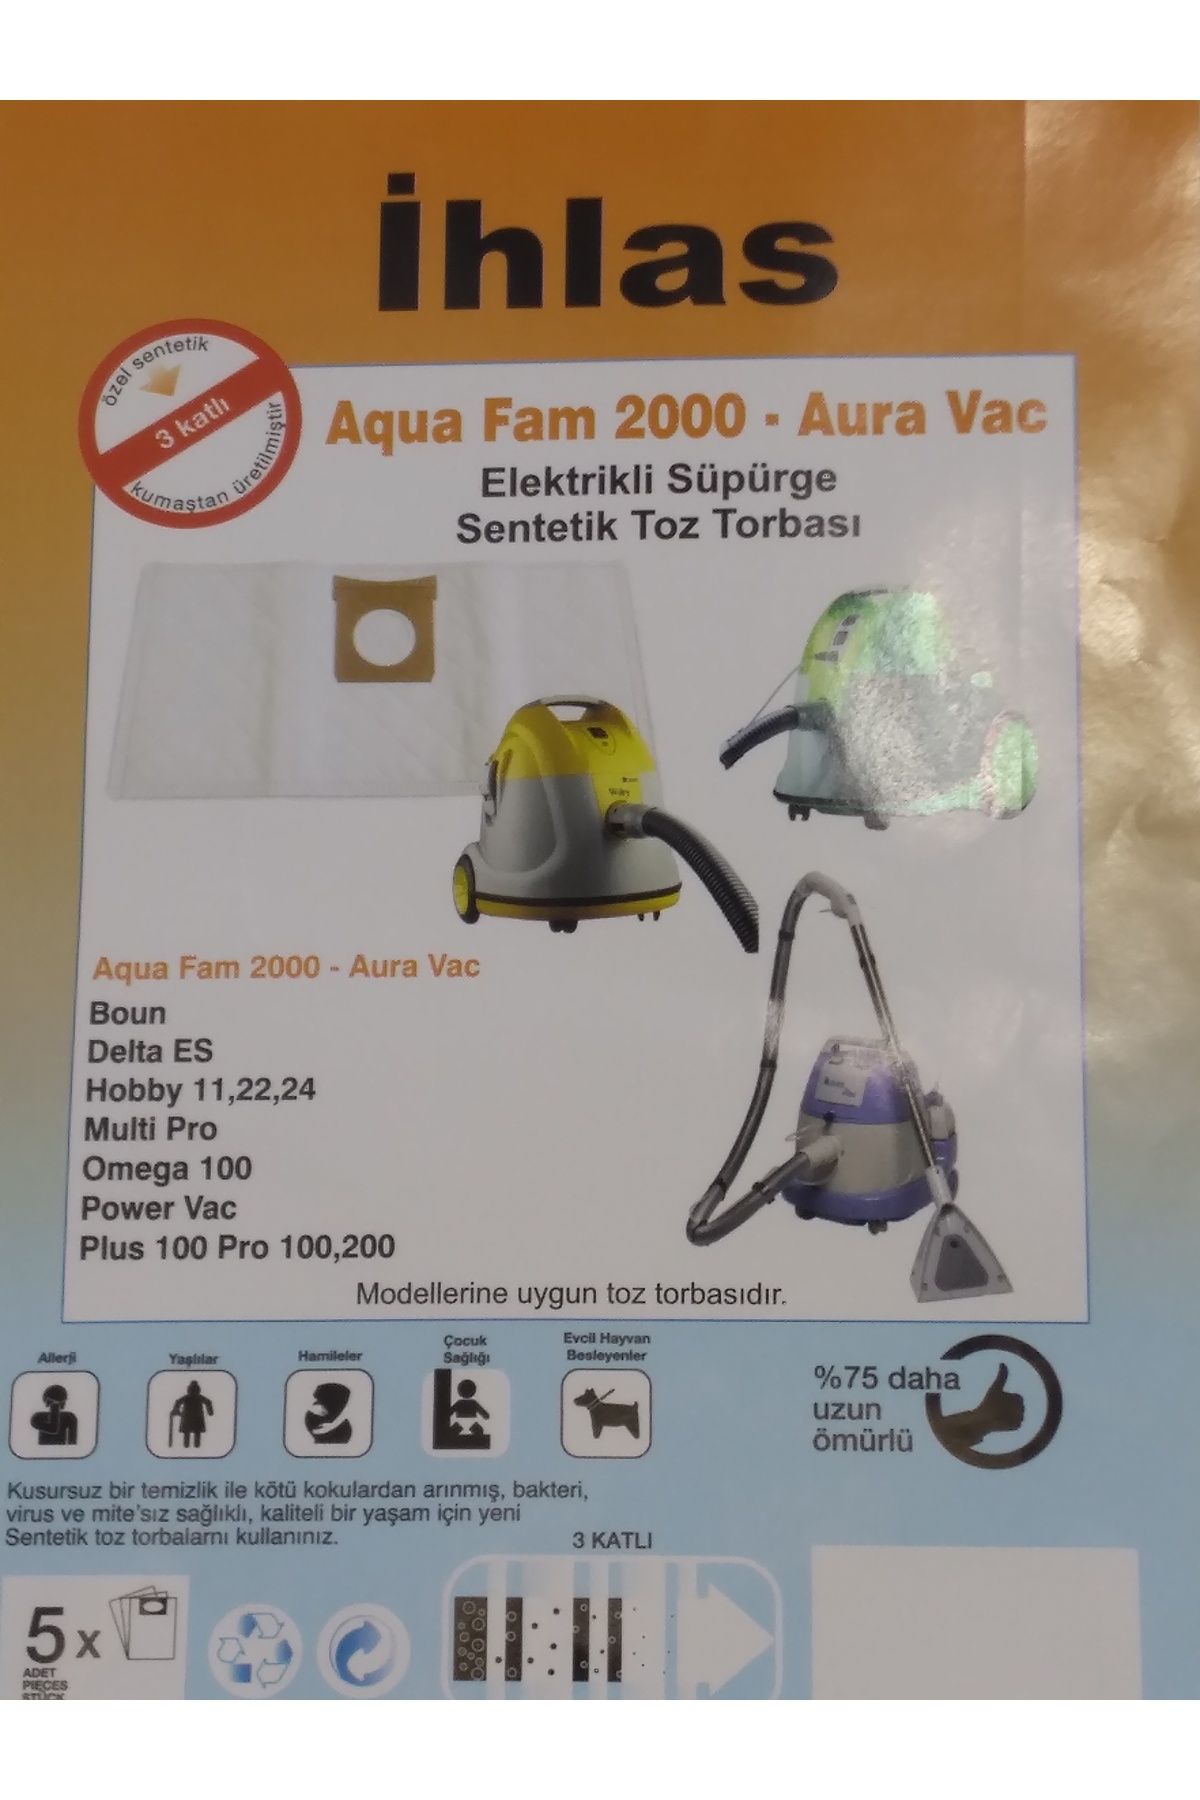 ihlas
özel sentetik
3 katlı
kumaştan üretilmiştir
Aqua Fam 2000 - Aura Vac
Elektrikli Süpürge
Sentetik Toz Torbası
Aqua Fam 2000 - Aura Vac
Boun
Delta ES
Hobby 11,22,24
Multi Pro
Omega 100
Power Vac
Plus 100 Pro 100,200
Modellerine uygun toz torbasıdır.
Allerji
Yaşlılar
Hamileler
Çocuk
Sağlığı
Evcil Hayvan
Besleyenler
%75 daha
uzun
ömürlü
Kusursuz bir temizlik ile kötü kokulardan arınmış, bakteri,
virus ve mite'sız sağlıklı, kaliteli bir yaşam için yeni
Sentetik toz torbalarnı kullanınız.
3 KATLI
5 x
ADET
PIECES
STÜCK